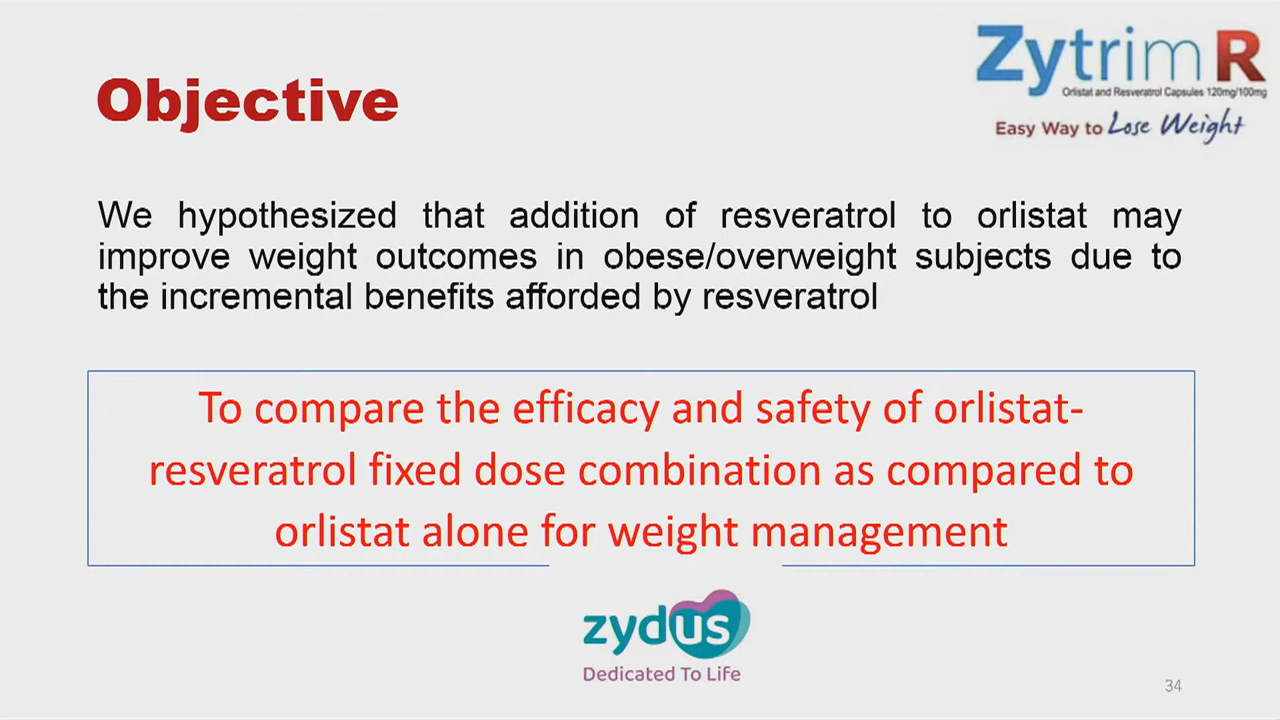 Objective
Zytrim R
Orlistat and Resveratrol Capsules 120mg/100mg
Easy Way to Lose Weight
We hypothesized that addition of resveratrol to orlistat may
improve weight outcomes in obese/overweight subjects due to
the incremental benefits afforded by resveratrol
To compare the efficacy and safety of orlistat-
resveratrol fixed dose combination as compared to
orlistat alone for weight management
zydus
Dedicated To Life
34